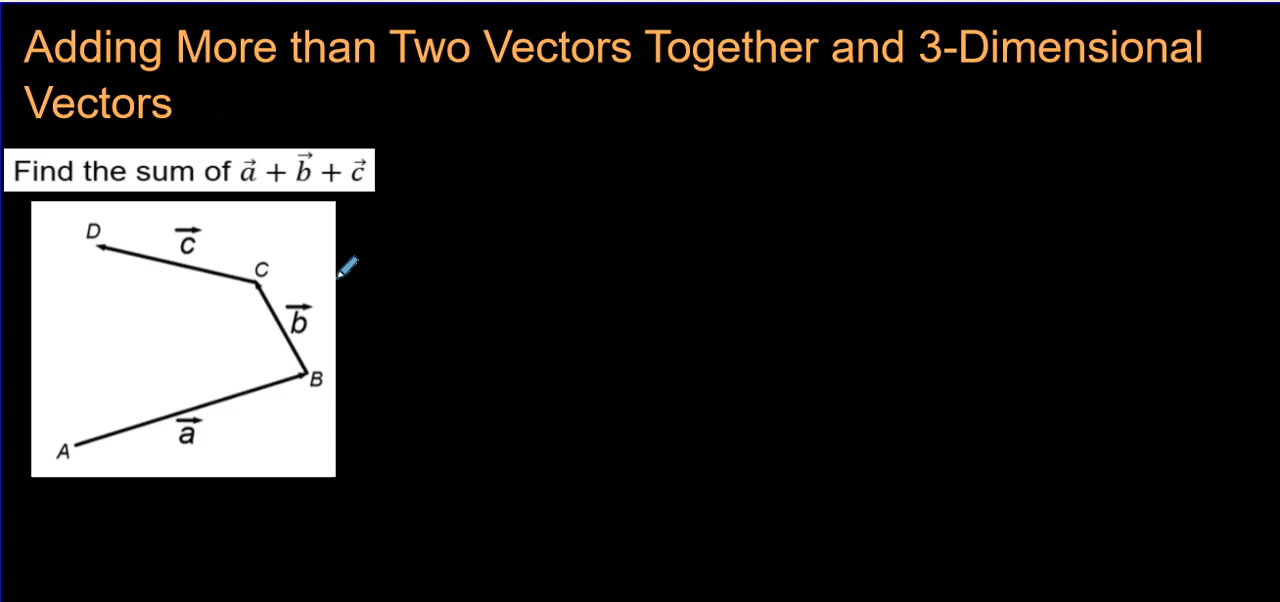 Adding More than Two Vectors Together and 3-Dimensional
Vectors
Find the sum of a⃗ + b⃗ + c⃗
D
c⃗
C
b⃗
B
a⃗
A